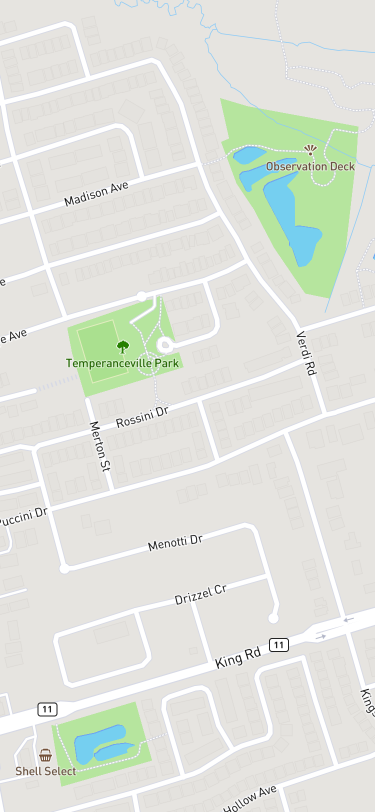 Observation Deck
Madison Ave
e
e Ave
Verdi Rd
Temperanceville Park
Rossini Dr
Merton St
Puccini Dr
Menotti Dr
Drizzel Cr
King Rd
11
11
Kings
Shell Select
Hollow Ave